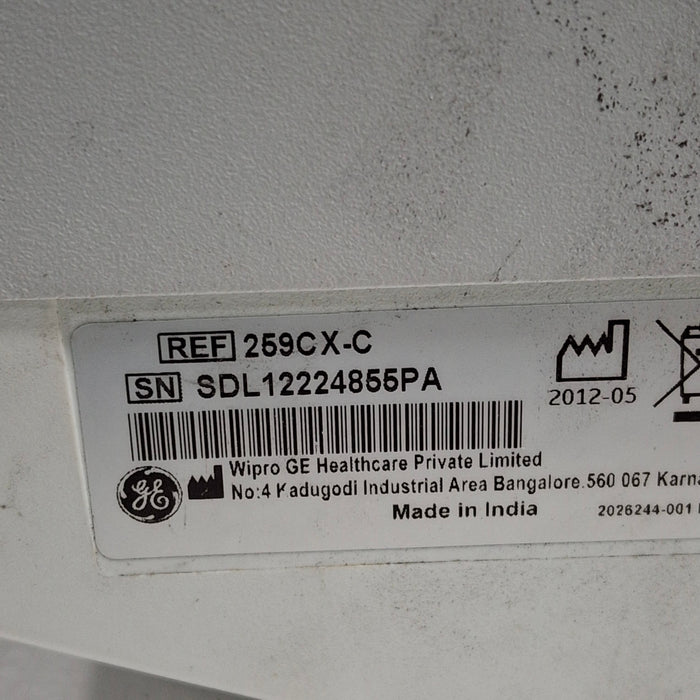 REF 259CX-C
SN SDL12224855PA
2012-05
GE
Wipro GE Healthcare Private Limited
No:4 Kadugodi Industrial Area Bangalore.560 067 Karna
Made in India
2026244-001